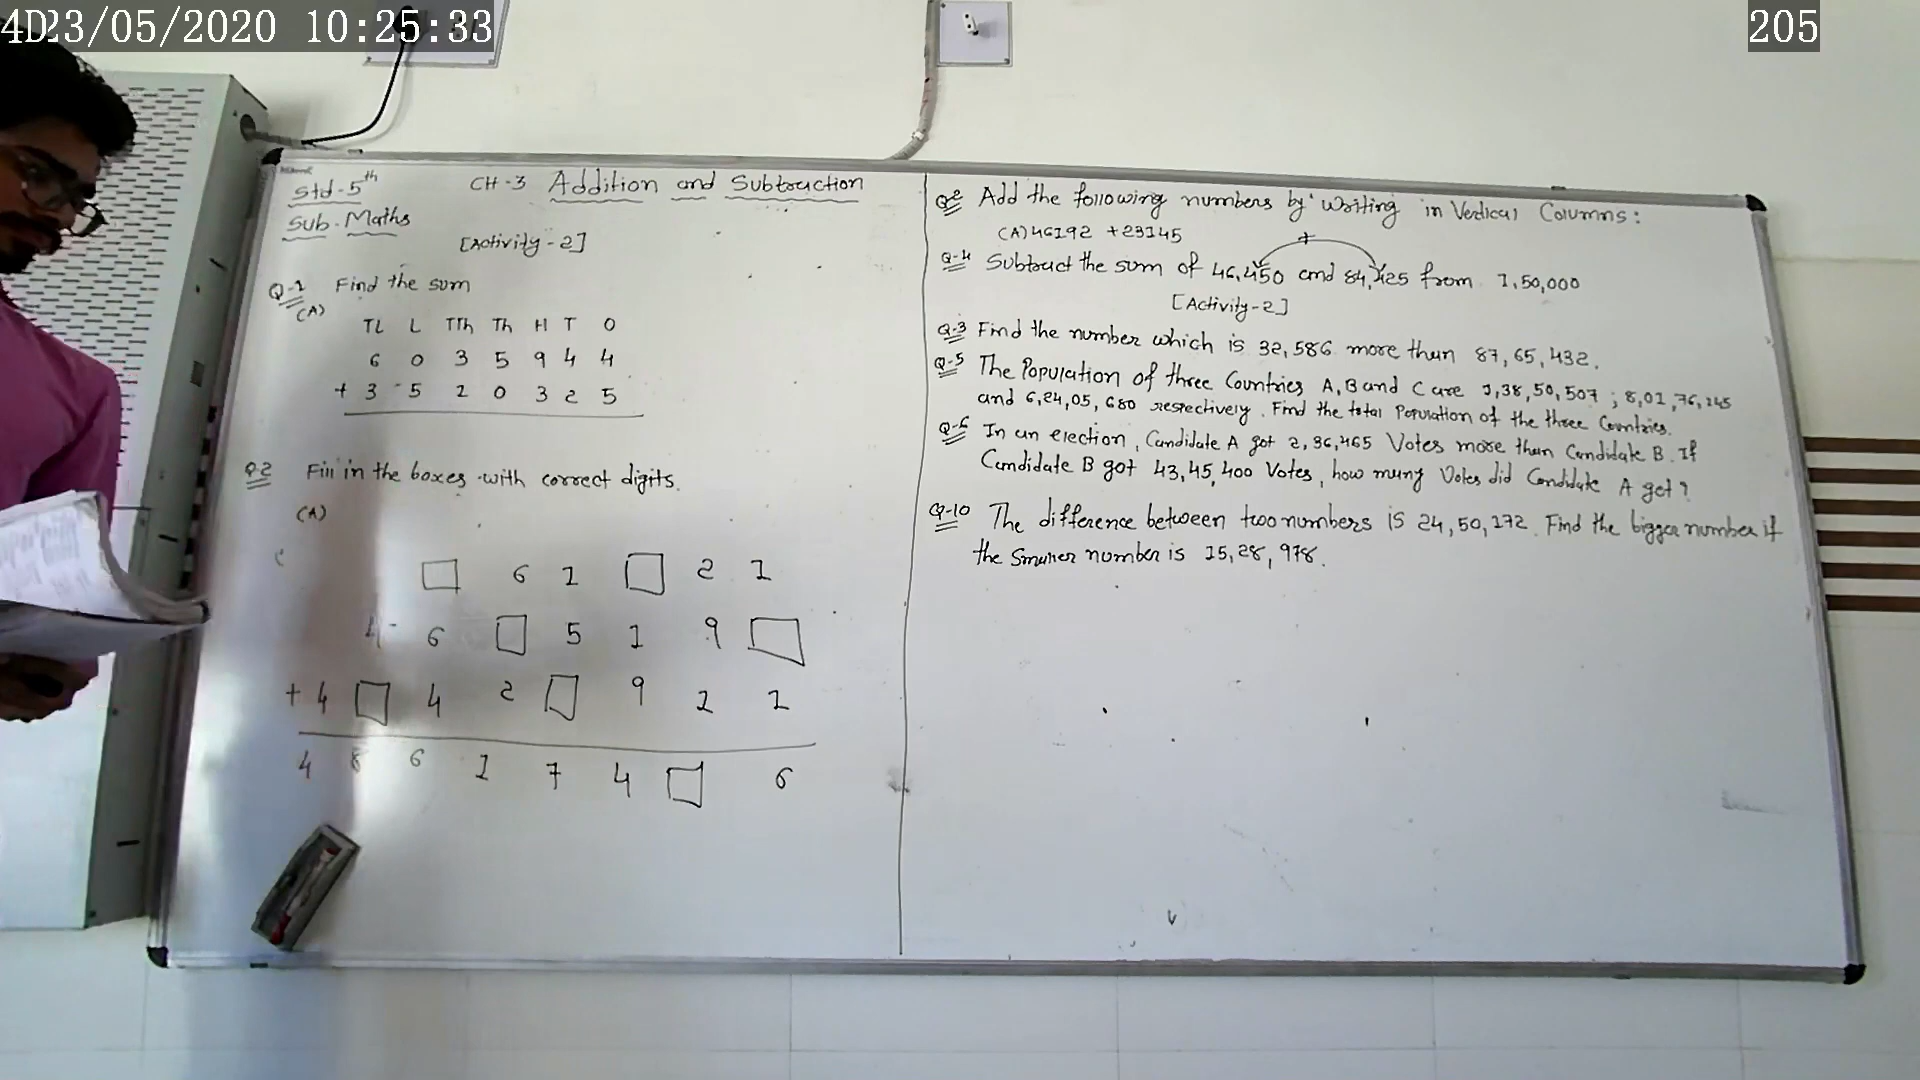 4D23/05/2020 10:25:33
205
Std-5th
CH-3 Addition and Subtraction
Sub. Maths
[Activity-2]
Q-1 Find the sum
(A)
TL L TTh Th H T O
6 0 3 5 9 4 4
+ 3 5 2 0 3 2 5
Q2 Fill in the boxes with correct digits.
(A)
□ 6 1 □ 2 1
4 6 □ 5 1 9 □
+ 4 □ 4 2 □ 9 2 1
4 8 6 1 7 4 □ 6
Q2 Add the following numbers by writing in Vertical Columns:
(A) 46192 + 23145
+
Q-4 Subtract the sum of 46,450 and 84,425 from 1,50,000
[Activity-2]
Q-3 Find the number which is 32,586 more than 87,65,432.
Q-5 The Population of three Countries A, B and C are 1,38,50,507 ; 8,01,76,145
and 6,24,05,680 respectively. Find the total Population of the three Countries.
Q-6 In an election, Candidate A got 2,36,465 Votes more than Candidate B. If
Candidate B got 43,45,400 Votes, how many Votes did Candidate A get?
Q-10 The difference between two numbers is 24,50,172. Find the bigger number if
the Smaller number is 15,28,978.